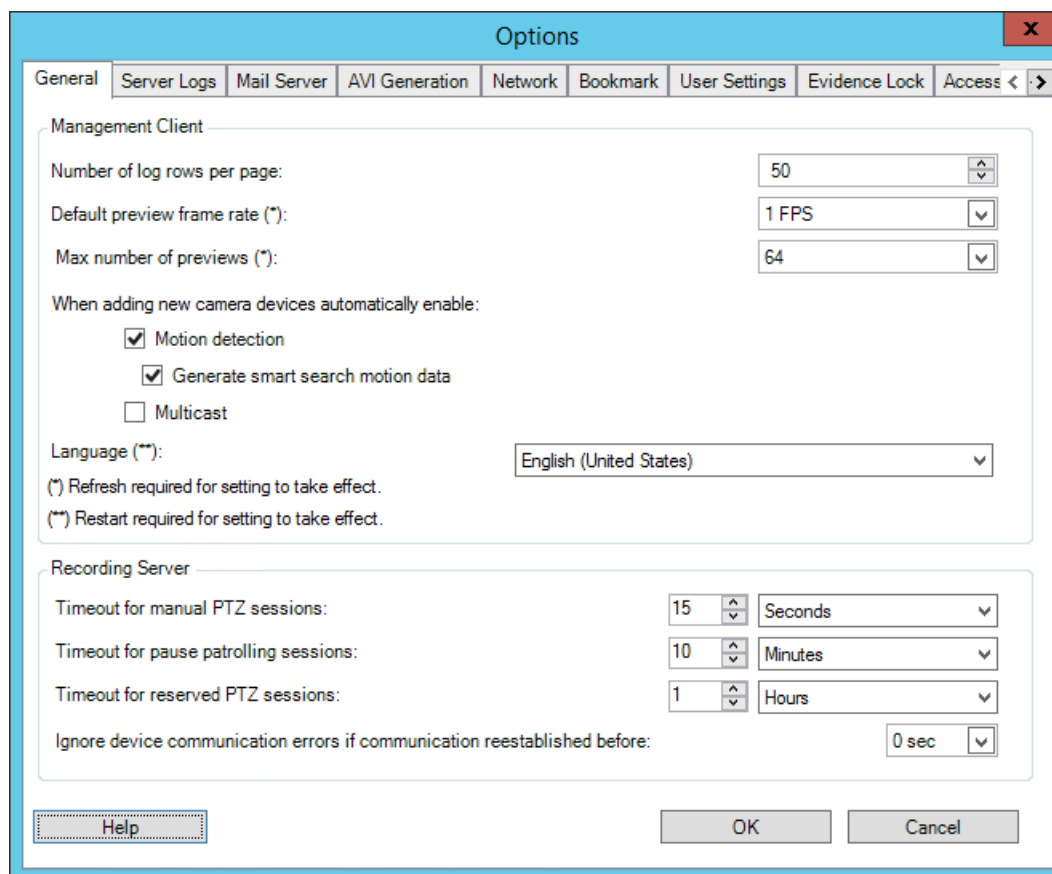 Options
x
General Server Logs Mail Server AVI Generation Network Bookmark User Settings Evidence Lock Access
Management Client
Number of log rows per page: 50
Default preview frame rate (*): 1 FPS
Max number of previews (*): 64
When adding new camera devices automatically enable:
Motion detection
Generate smart search motion data
Multicast
Language (**): English (United States)
(*) Refresh required for setting to take effect.
(**) Restart required for setting to take effect.
Recording Server
Timeout for manual PTZ sessions: 15 Seconds
Timeout for pause patrolling sessions: 10 Minutes
Timeout for reserved PTZ sessions: 1 Hours
Ignore device communication errors if communication reestablished before: 0 sec
Help OK Cancel